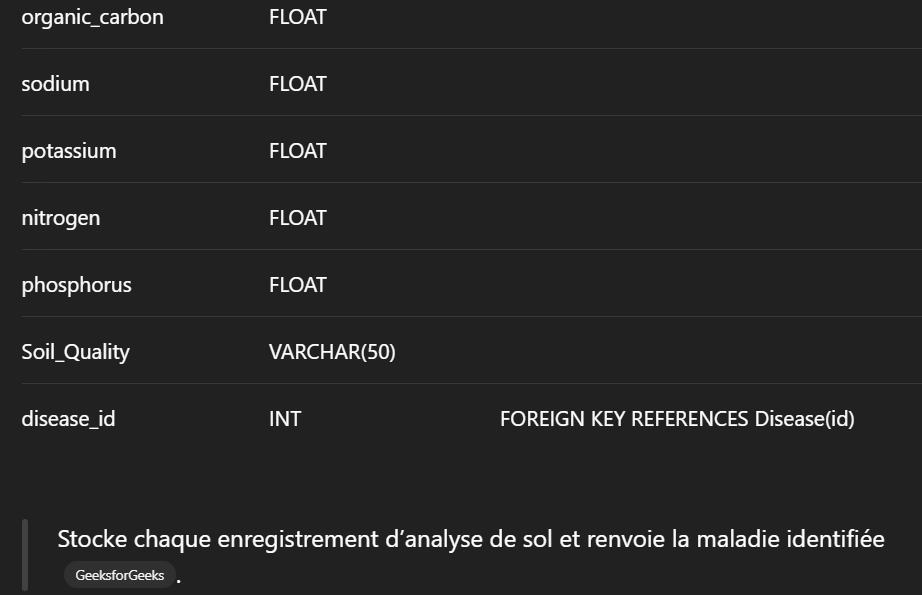 organic_carbon FLOAT
sodium FLOAT
potassium FLOAT
nitrogen FLOAT
phosphorus FLOAT
Soil_Quality VARCHAR(50)
disease_id INT FOREIGN KEY REFERENCES Disease(id)
Stocke chaque enregistrement d’analyse de sol et renvoie la maladie identifiée
GeeksforGeeks .